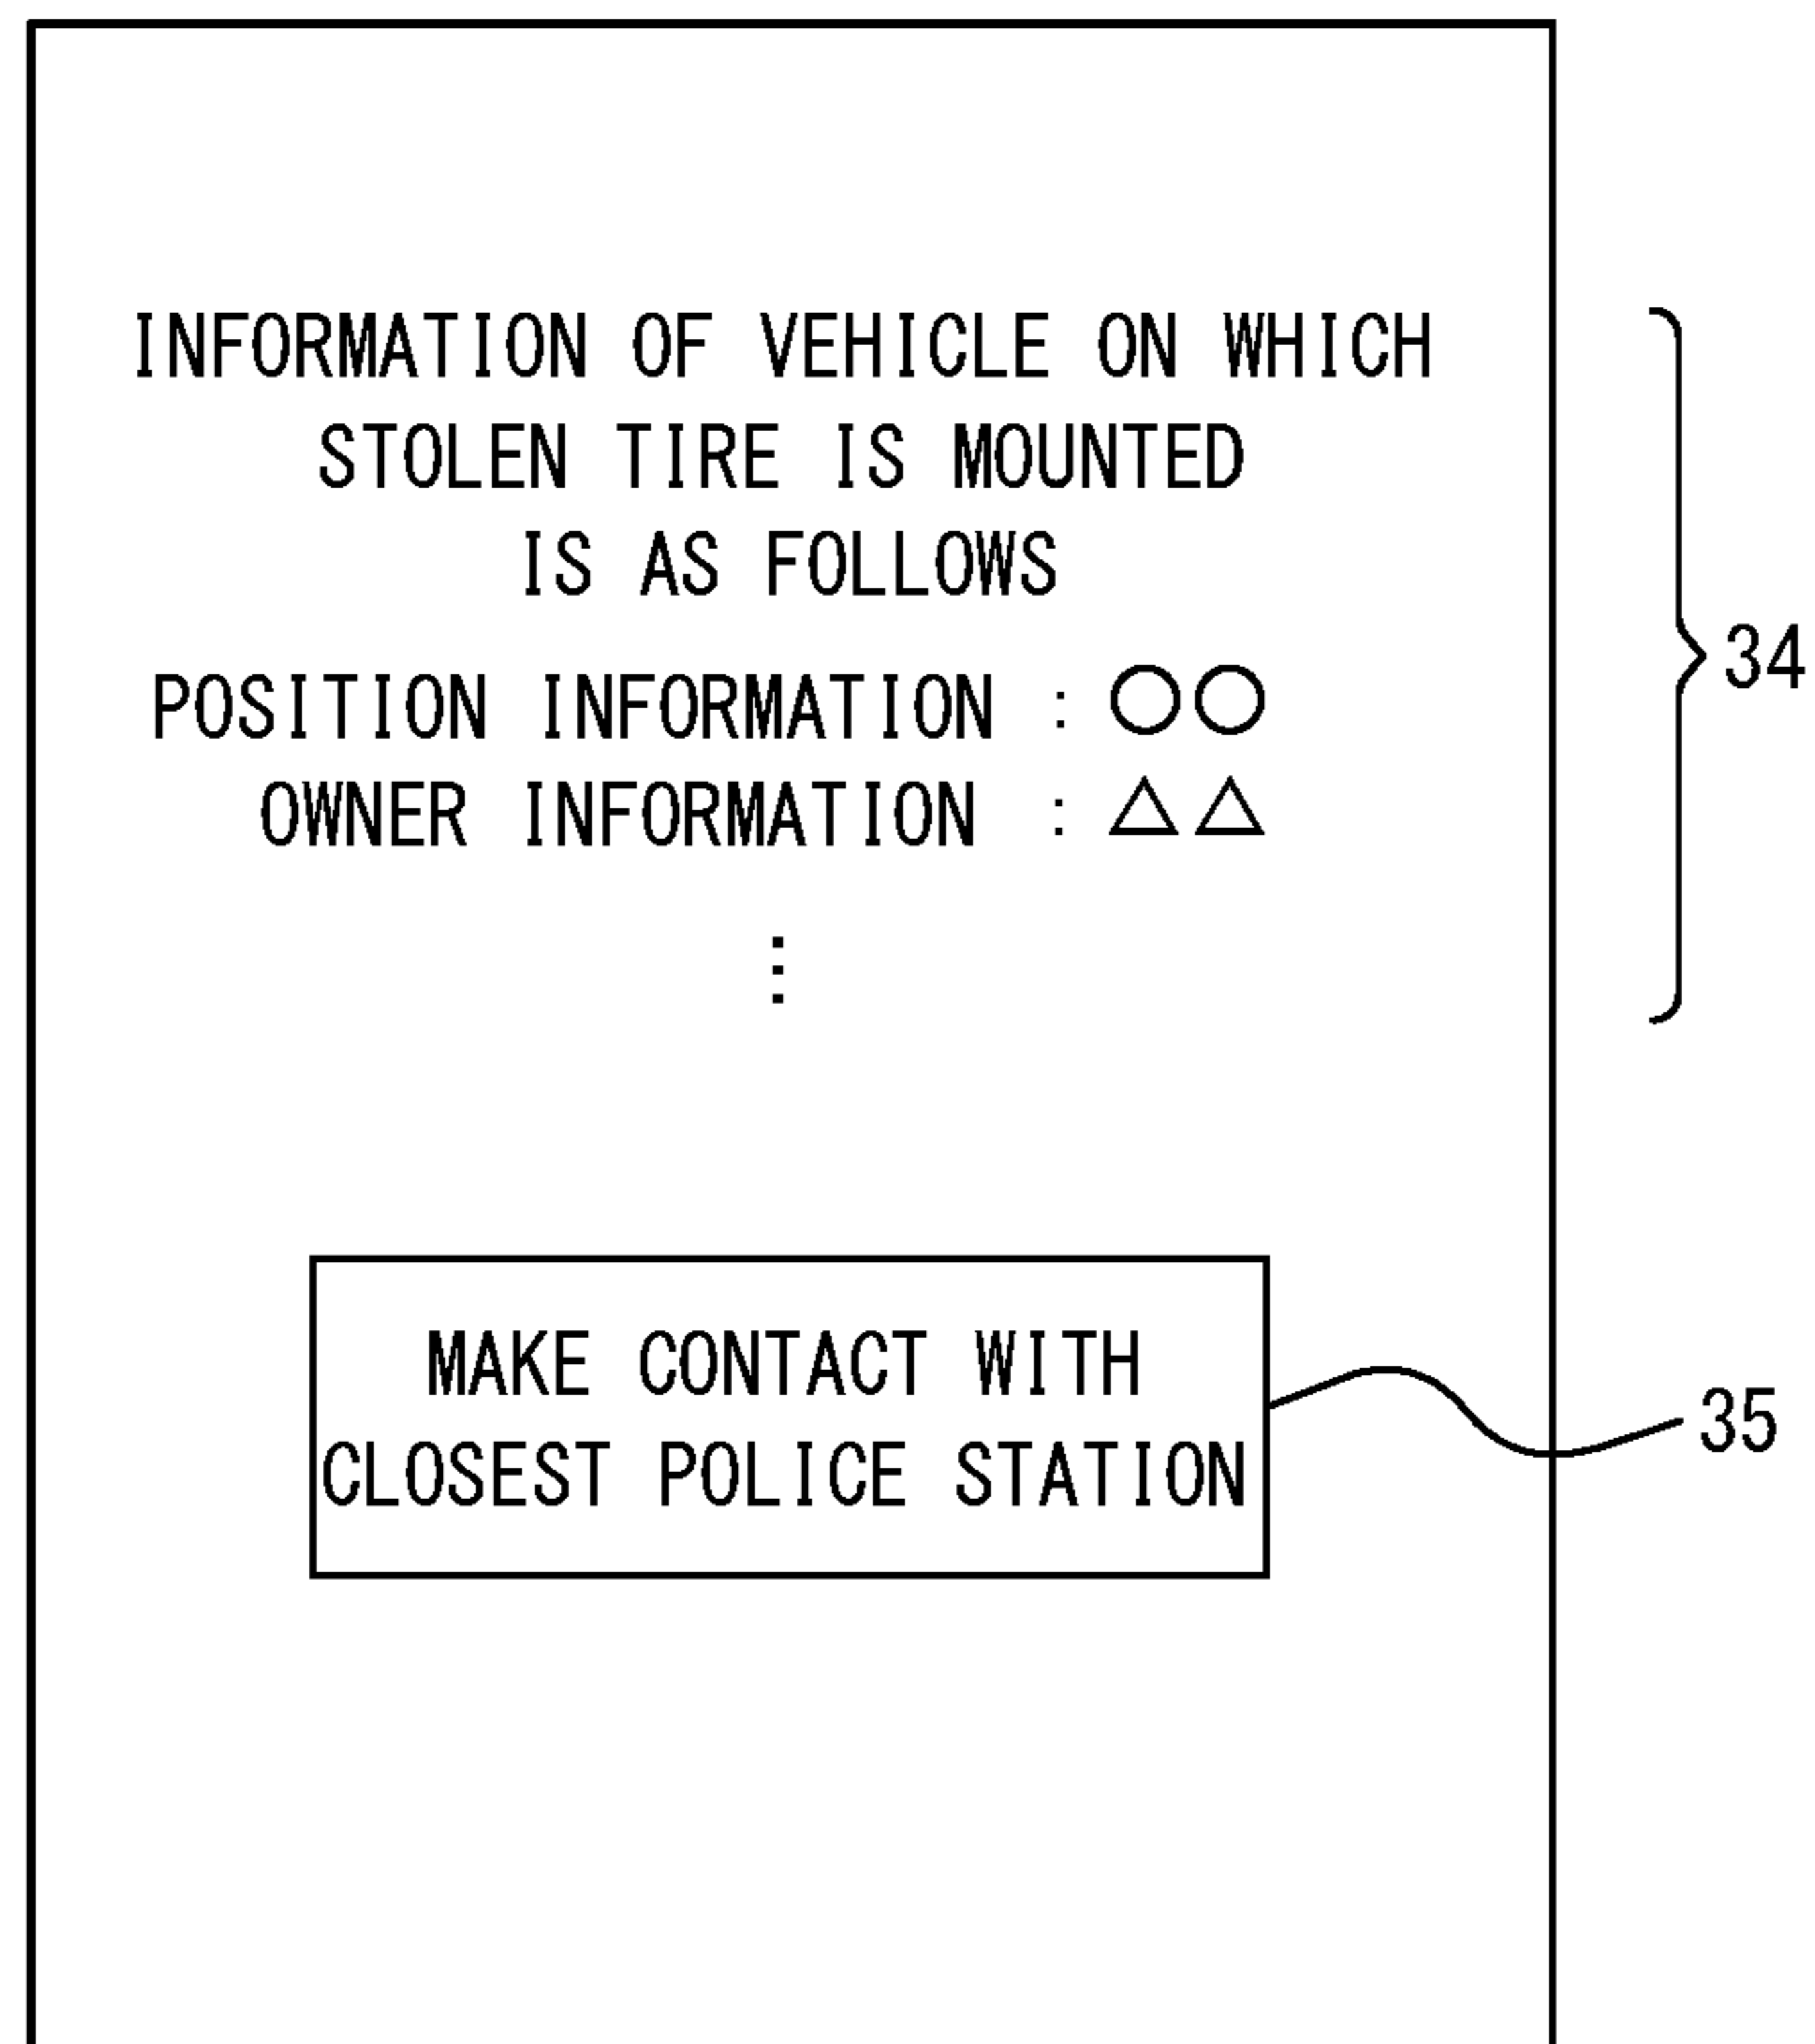 INFORMATION OF VEHICLE ON WHICH
STOLEN TIRE IS MOUNTED
IS AS FOLLOWS
POSITION INFORMATION : ○○
OWNER INFORMATION : △△
⋮
34
MAKE CONTACT WITH
CLOSEST POLICE STATION
35